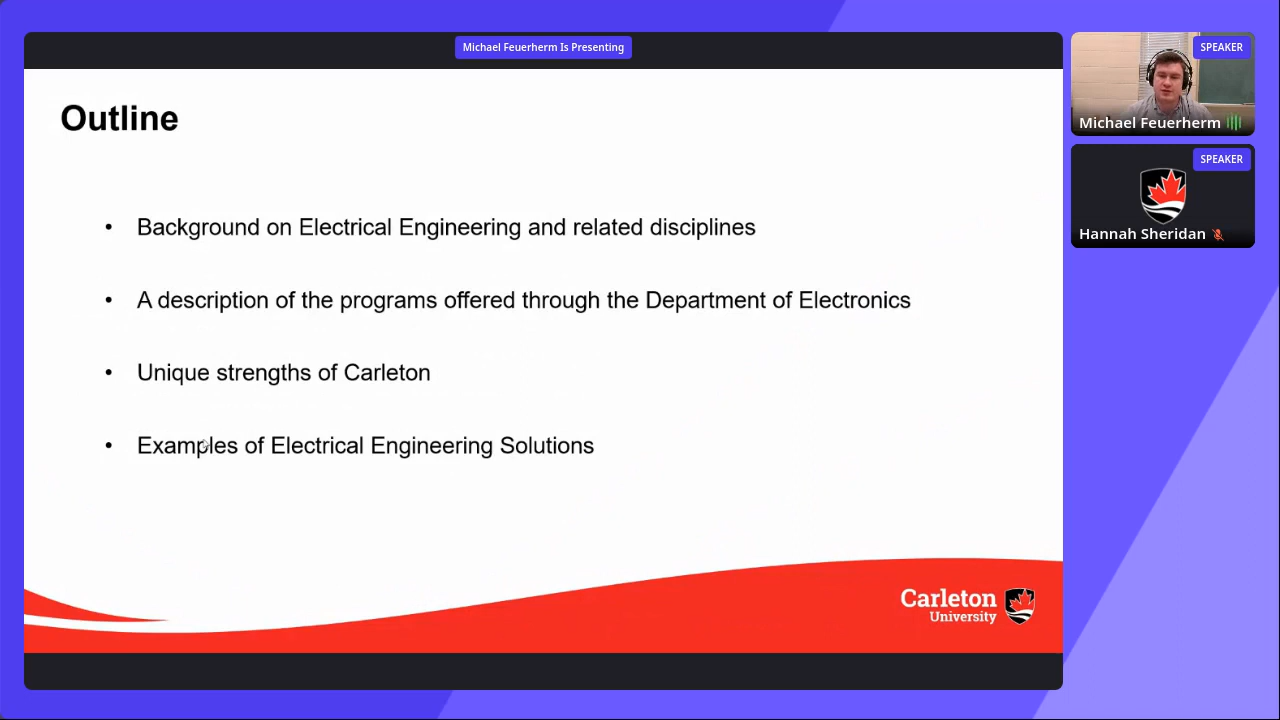 Michael Feuerherm Is Presenting
Outline
• Background on Electrical Engineering and related disciplines
• A description of the programs offered through the Department of Electronics
• Unique strengths of Carleton
• Examples of Electrical Engineering Solutions
Carleton
University
SPEAKER
Michael Feuerherm
SPEAKER
Hannah Sheridan